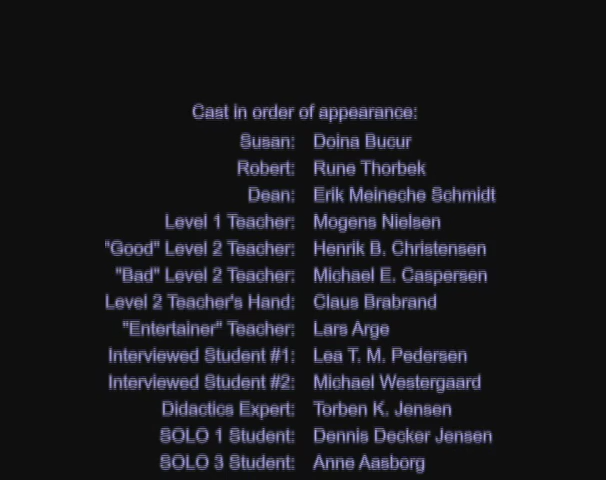 Cast in order of appearance:
Susan: Doina Bucur
Robert: Rune Thorbek
Dean: Erik Meineche Schmidt
Level 1 Teacher: Mogens Nielsen
"Good" Level 2 Teacher: Henrik B. Christensen
"Bad" Level 2 Teacher: Michael E. Caspersen
Level 2 Teacher's Hand: Claus Brabrand
"Entertainer" Teacher: Lars Arge
Interviewed Student #1: Lea T. M. Pedersen
Interviewed Student #2: Michael Westergaard
Didactics Expert: Torben K. Jensen
SOLO 1 Student: Dennis Decker Jensen
SOLO 3 Student: Anne Aasborg